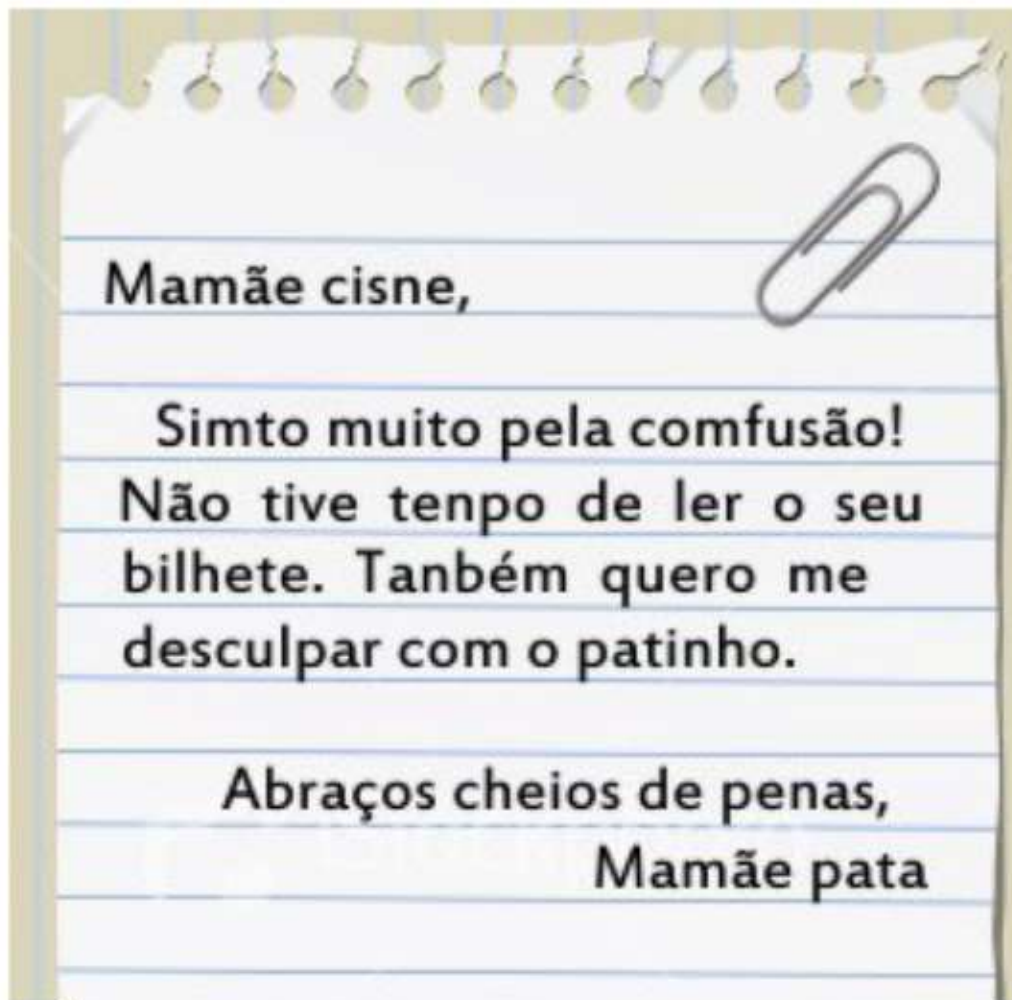 Mamãe cisne,
Simto muito pela comfusão!
Não tive tenpo de ler o seu
bilhete. Tanbém quero me
desculpar com o patinho.
Abraços cheios de penas,
Mamãe pata